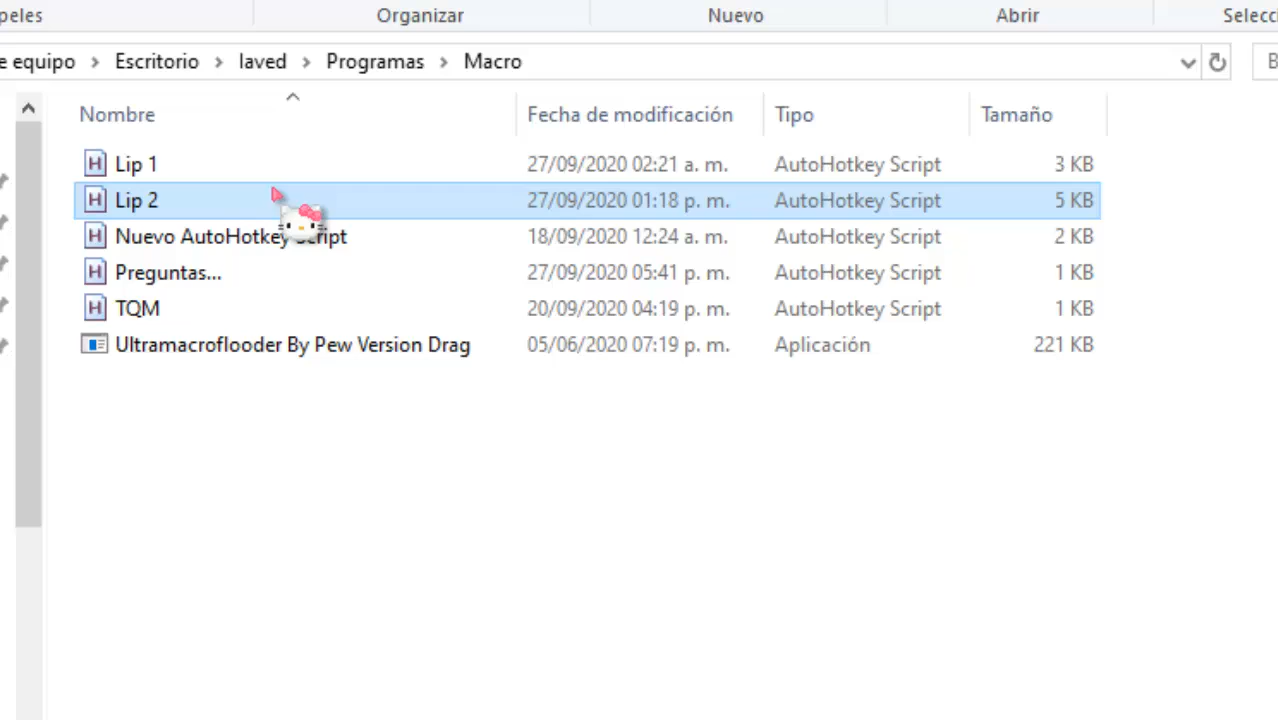 peles Organizar Nuevo Abrir Selecc
e equipo > Escritorio > laved > Programas > Macro B
Nombre Fecha de modificación Tipo Tamaño
Lip 1 27/09/2020 02:21 a. m. AutoHotkey Script 3 KB
Lip 2 27/09/2020 01:18 p. m. AutoHotkey Script 5 KB
Nuevo AutoHotkey Script 18/09/2020 12:24 a. m. AutoHotkey Script 2 KB
Preguntas... 27/09/2020 05:41 p. m. AutoHotkey Script 1 KB
TQM 20/09/2020 04:19 p. m. AutoHotkey Script 1 KB
Ultramacroflooder By Pew Version Drag 05/06/2020 07:19 p. m. Aplicación 221 KB